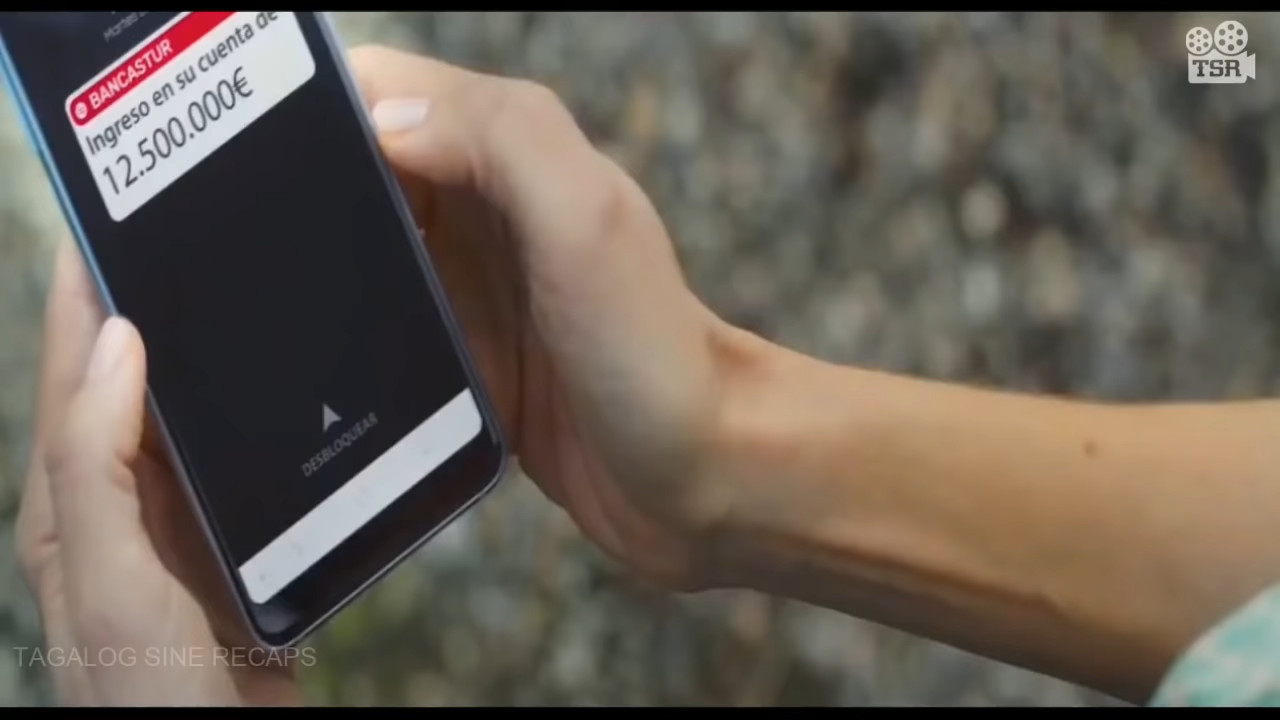 TSR
BANCASTUR
Ingreso en su cuenta de
12.500.000€
DESBLOQUEAR
TAGALOG SINE RECAPS